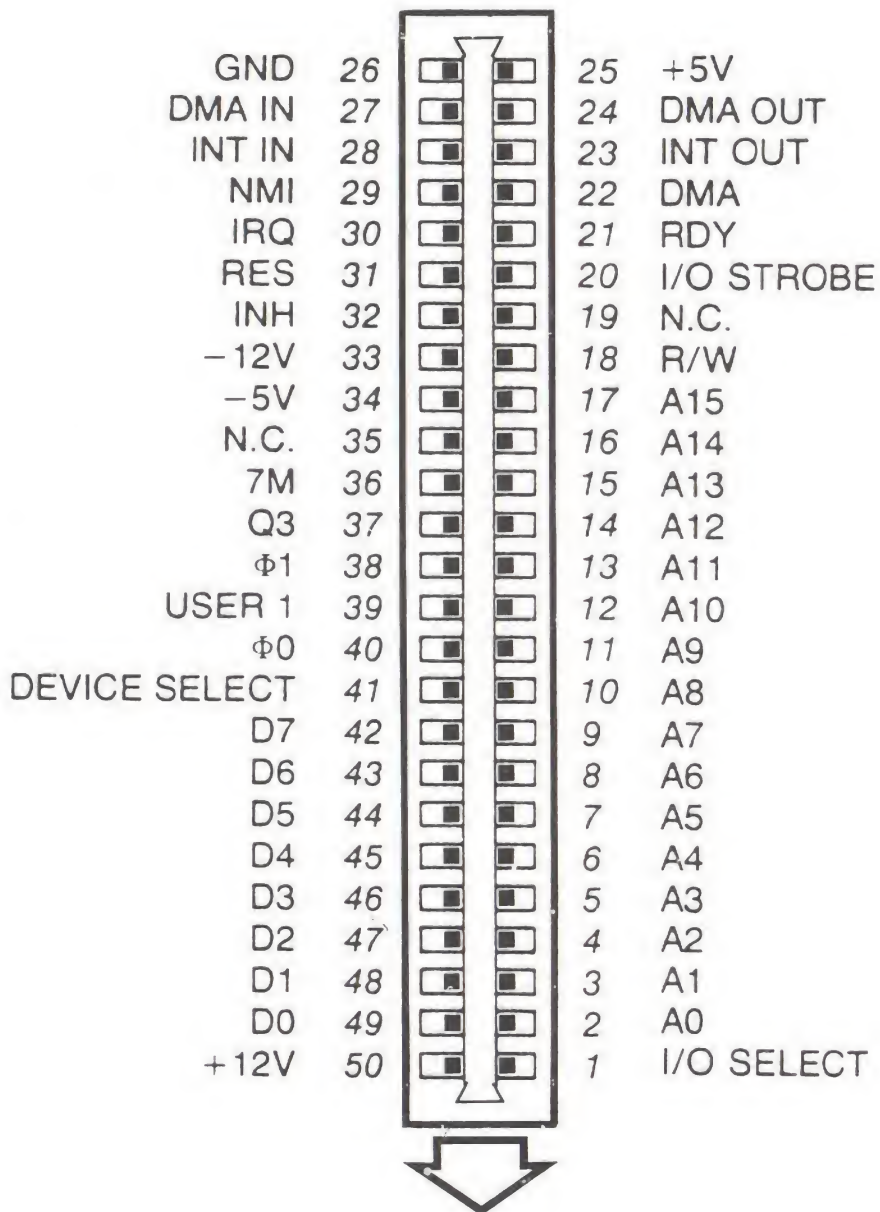 GND 26 25 +5V
DMA IN 27 24 DMA OUT
INT IN 28 23 INT OUT
NMI 29 22 DMA
IRQ 30 21 RDY
RES 31 20 I/O STROBE
INH 32 19 N.C.
−12V 33 18 R/W
−5V 34 17 A15
N.C. 35 16 A14
7M 36 15 A13
Q3 37 14 A12
Φ1 38 13 A11
USER 1 39 12 A10
Φ0 40 11 A9
DEVICE SELECT 41 10 A8
D7 42 9 A7
D6 43 8 A6
D5 44 7 A5
D4 45 6 A4
D3 46 5 A3
D2 47 4 A2
D1 48 3 A1
D0 49 2 A0
+12V 50 1 I/O SELECT